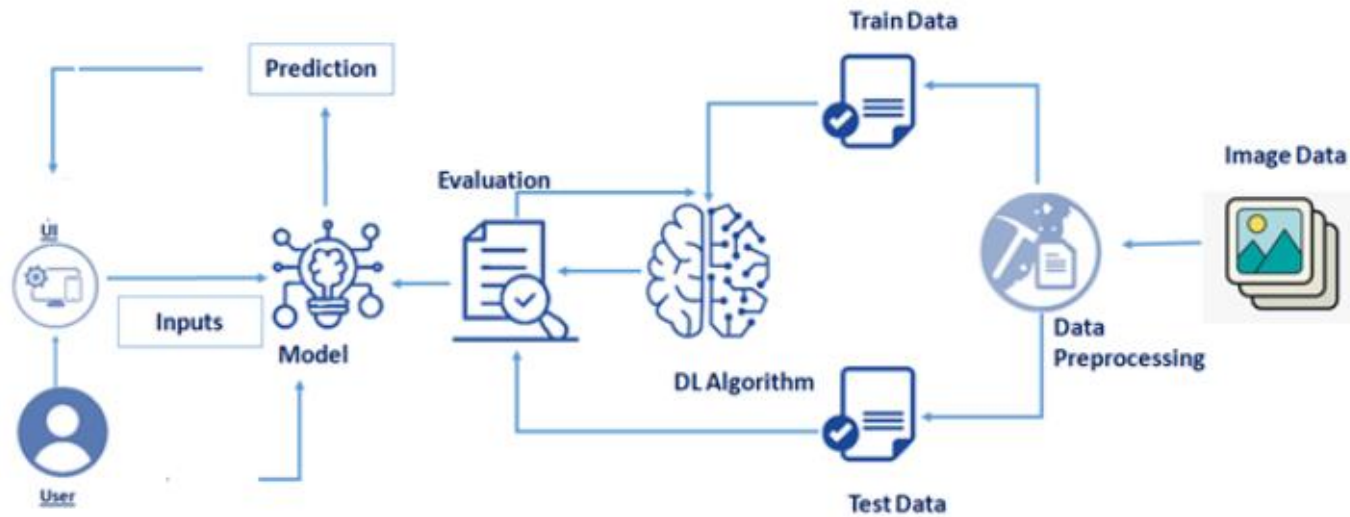 Train Data
Prediction
Image Data
Evaluation
UI
Inputs
Model
Data
Preprocessing
DL Algorithm
User
Test Data